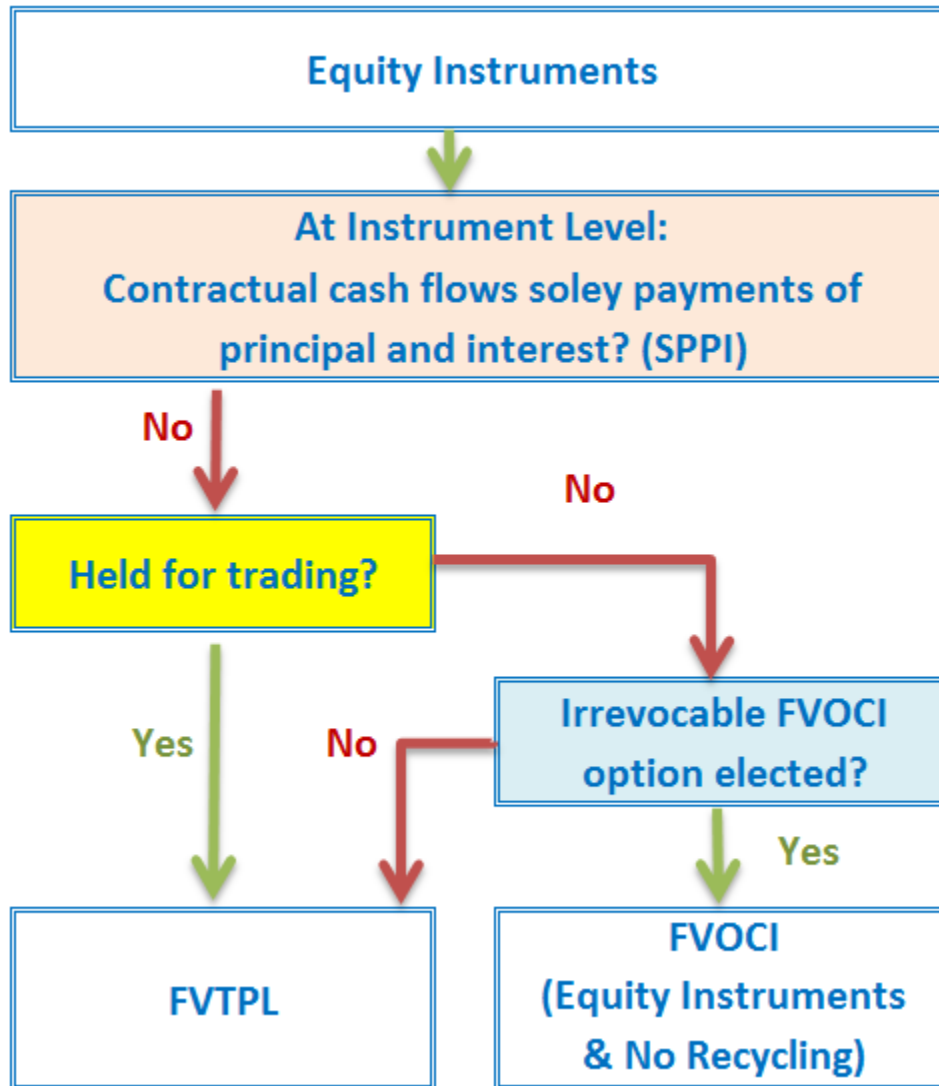 Equity Instruments
At Instrument Level:
Contractual cash flows soley payments of
principal and interest? (SPPI)
No
No
Held for trading?
Irrevocable FVOCI
option elected?
Yes
No
Yes
FVTPL
FVOCI
(Equity Instruments
& No Recycling)